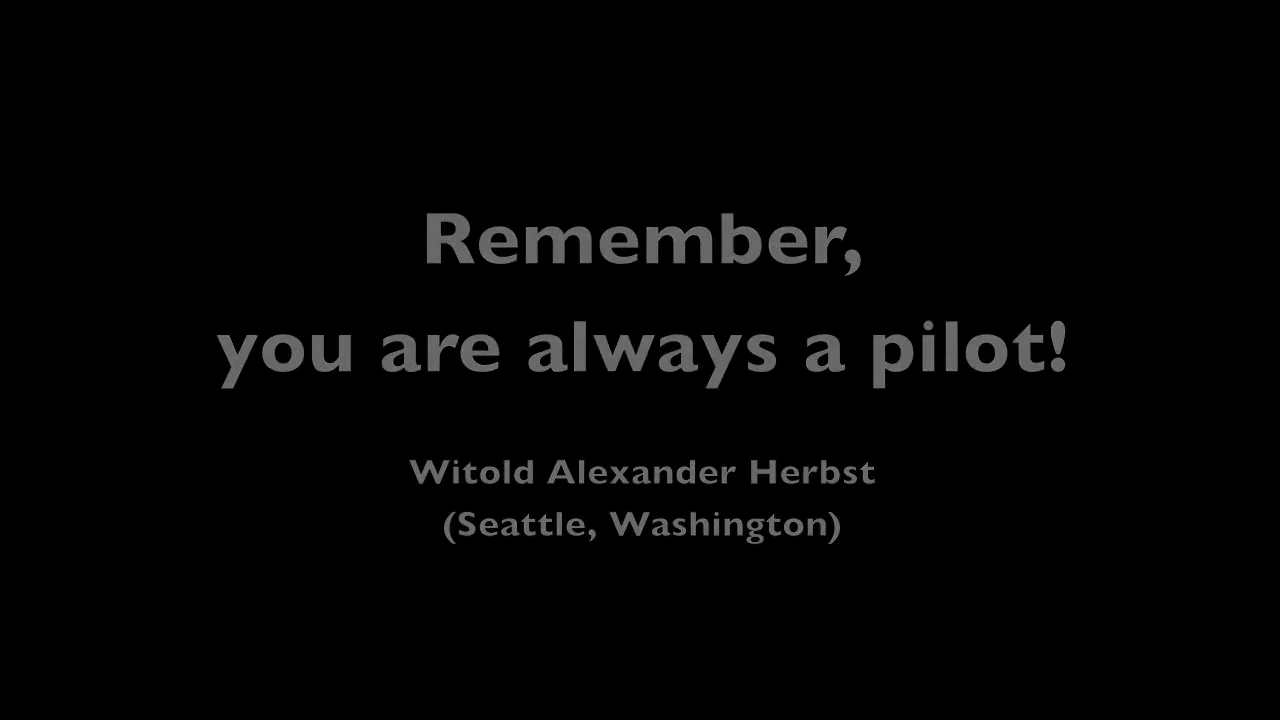 Remember,
you are always a pilot!
Witold Alexander Herbst
(Seattle, Washington)